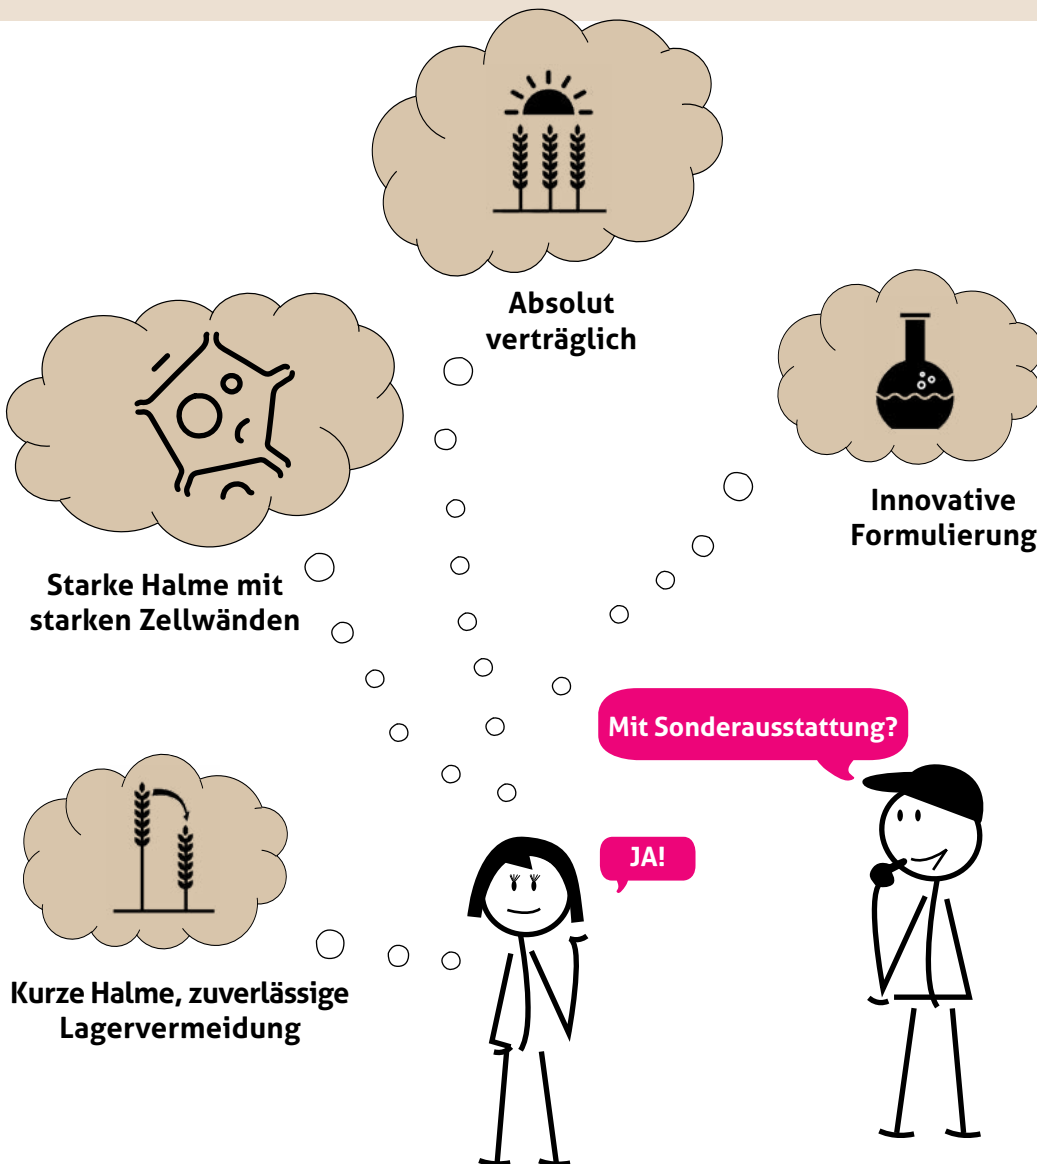 Absolut
verträglich
Innovative
Formulierung
Starke Halme mit
starken Zellwänden
Mit Sonderausstattung?
JA!
Kurze Halme, zuverlässige
Lagervermeidung